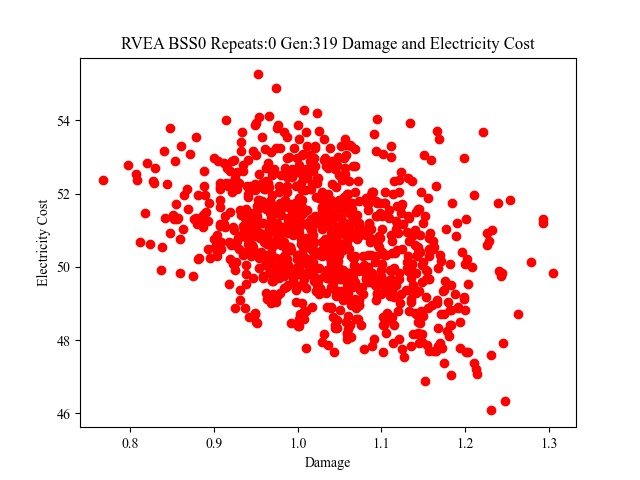 RVEA BSS0 Repeats:0 Gen:319 Damage and Electricity Cost
Electricity Cost
54
52
50
48
46
0.8 0.9 1.0 1.1 1.2 1.3
Damage